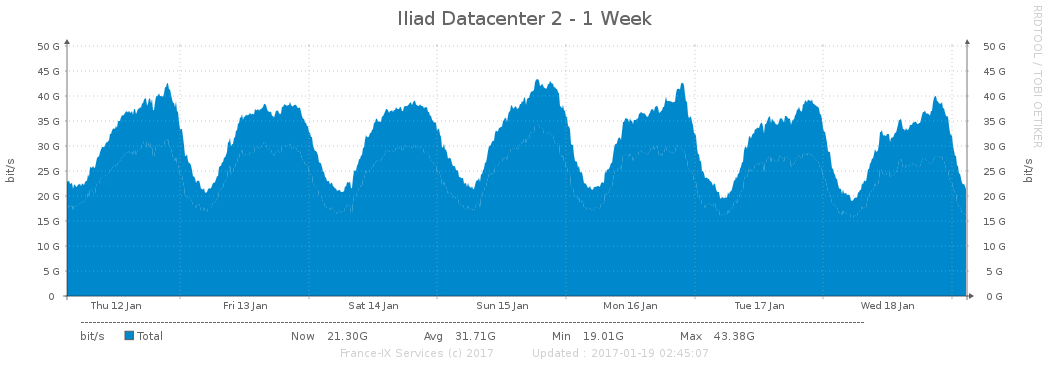 Iliad Datacenter 2 - 1 Week
RRDTOOL / TOBI OETIKER
50 G 50 G
45 G 45 G
40 G 40 G
35 G 35 G
30 G 30 G
25 G 25 G
20 G 20 G
15 G 15 G
10 G 10 G
5 G 5 G
0 0 G
bit/s bit/s
Thu 12 Jan Fri 13 Jan Sat 14 Jan Sun 15 Jan Mon 16 Jan Tue 17 Jan Wed 18 Jan
bit/s Total Now 21.30G Avg 31.71G Min 19.01G Max 43.38G
France-IX Services (c) 2017 Updated : 2017-01-19 02:45:07